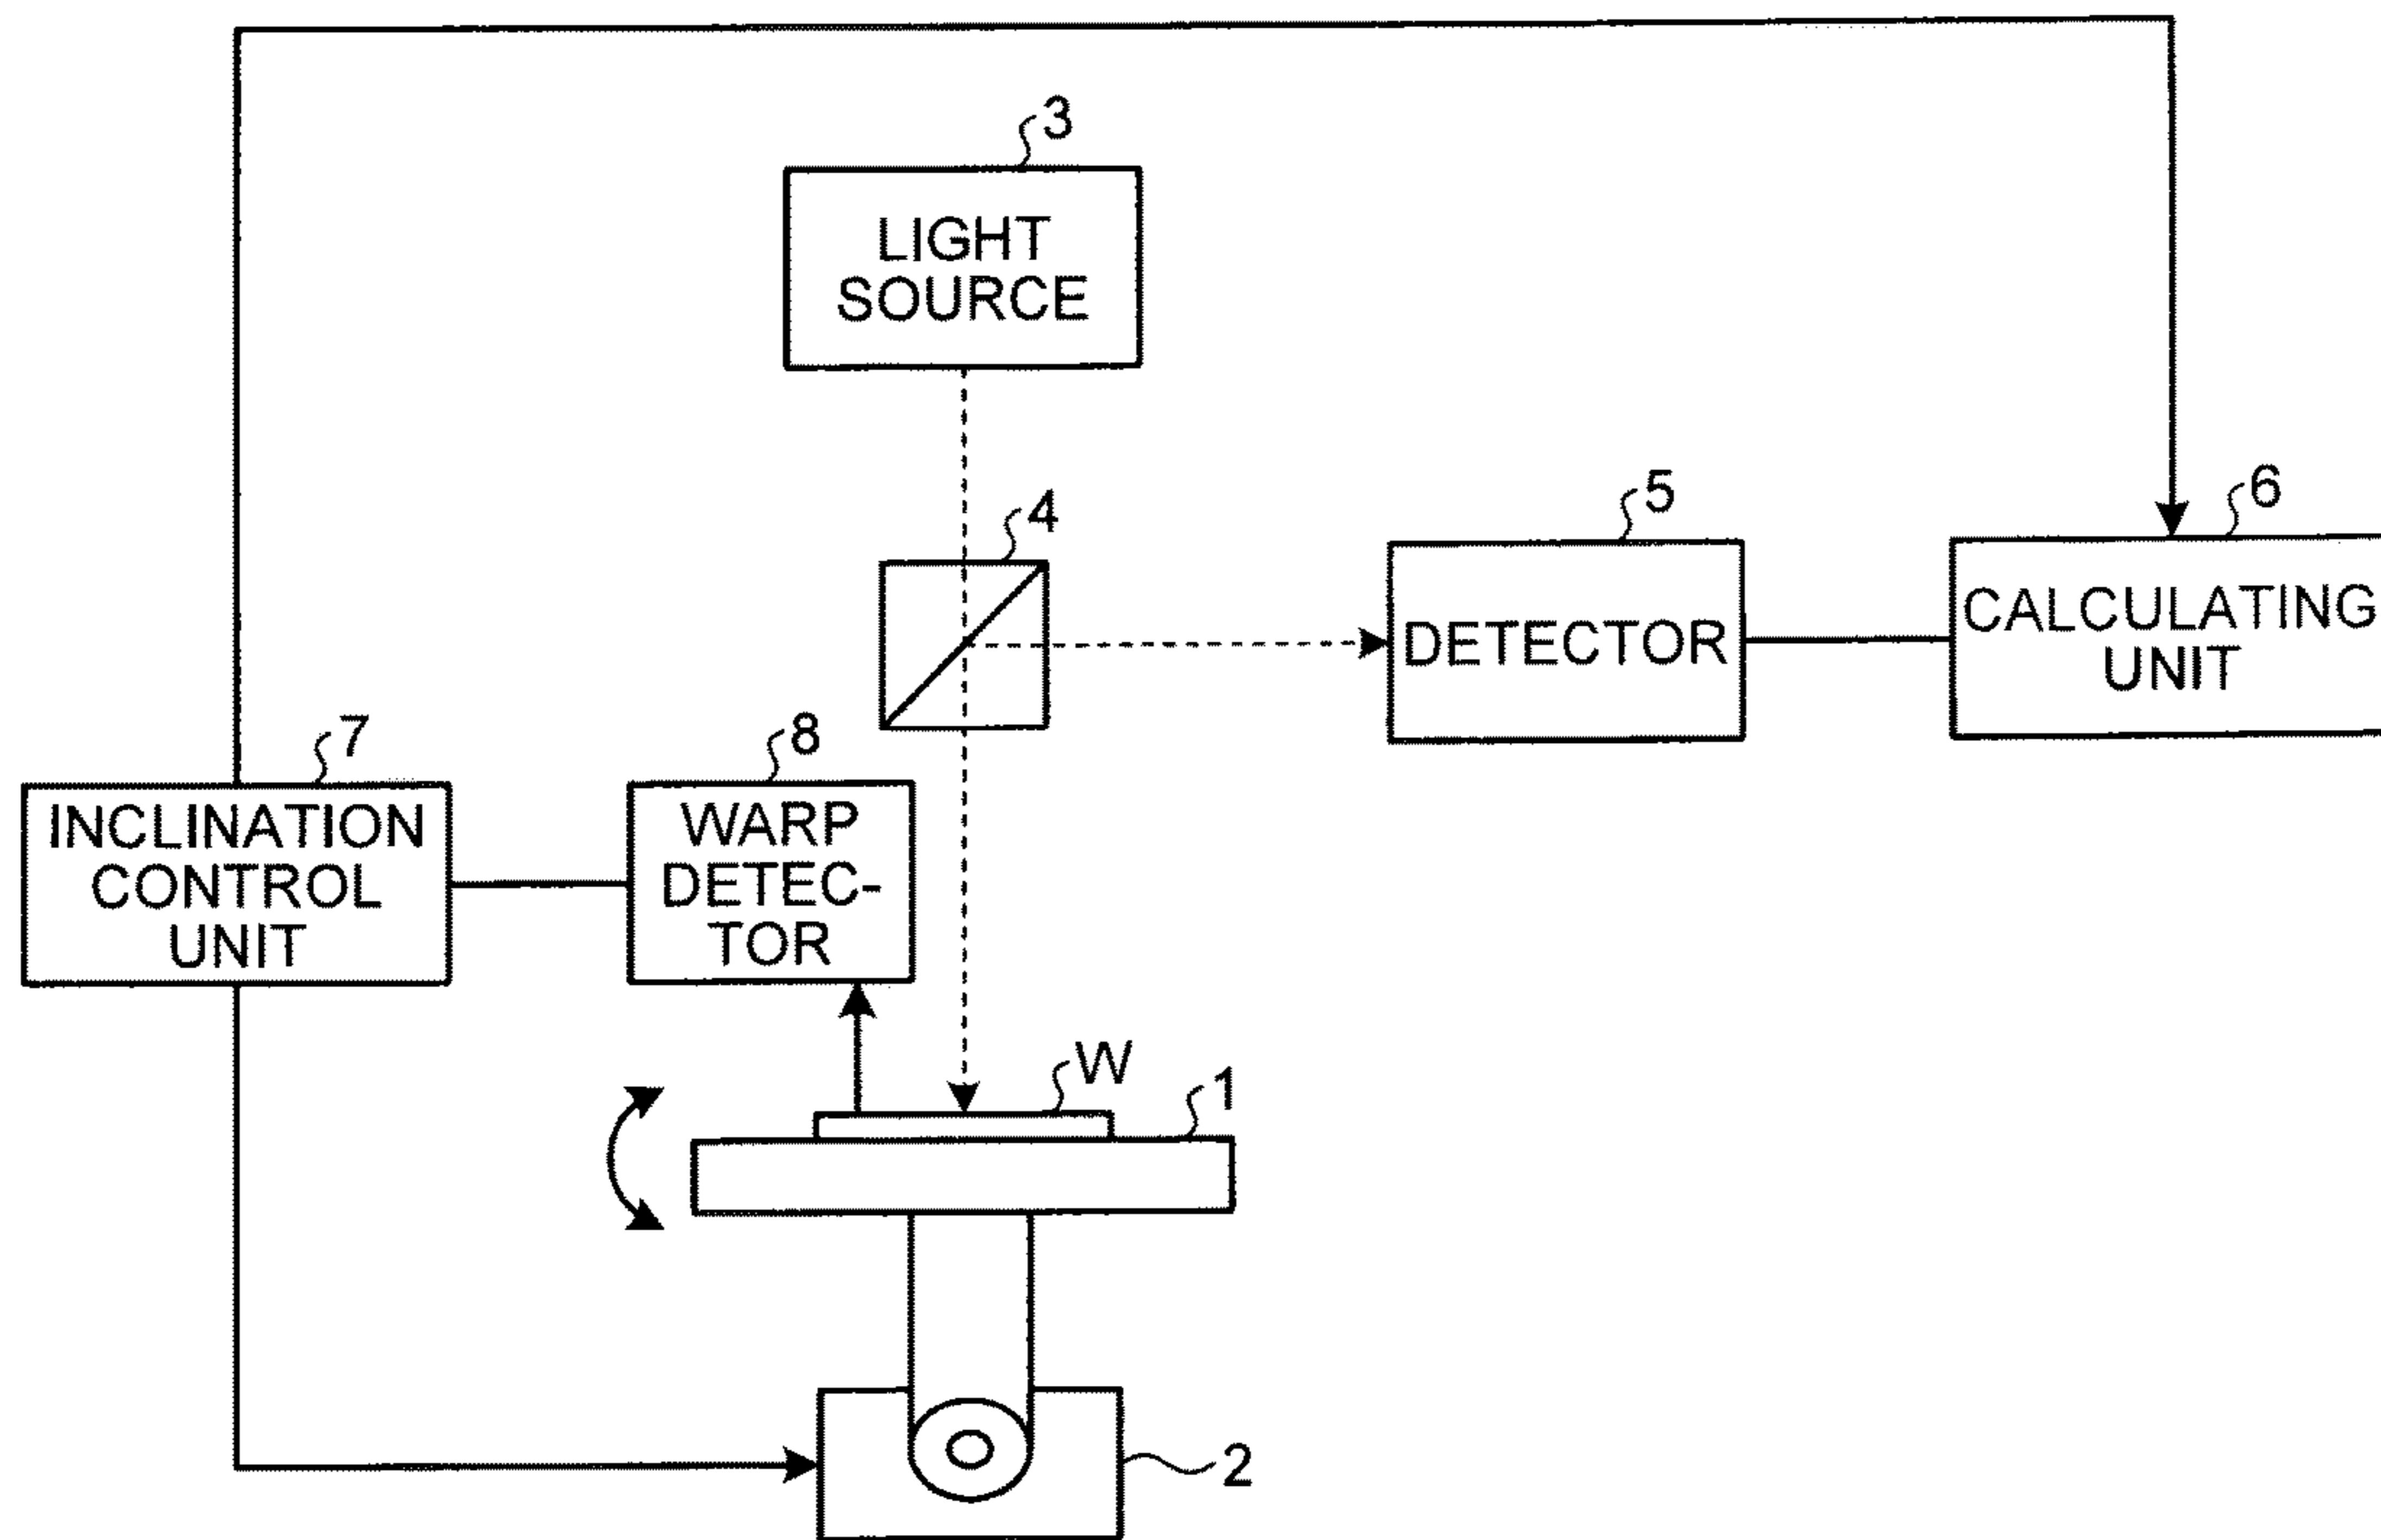 3
LIGHT
SOURCE
4
5
6
DETECTOR
CALCULATING
UNIT
7
8
INCLINATION
CONTROL
UNIT
WARP
DETEC-
TOR
W
1
2